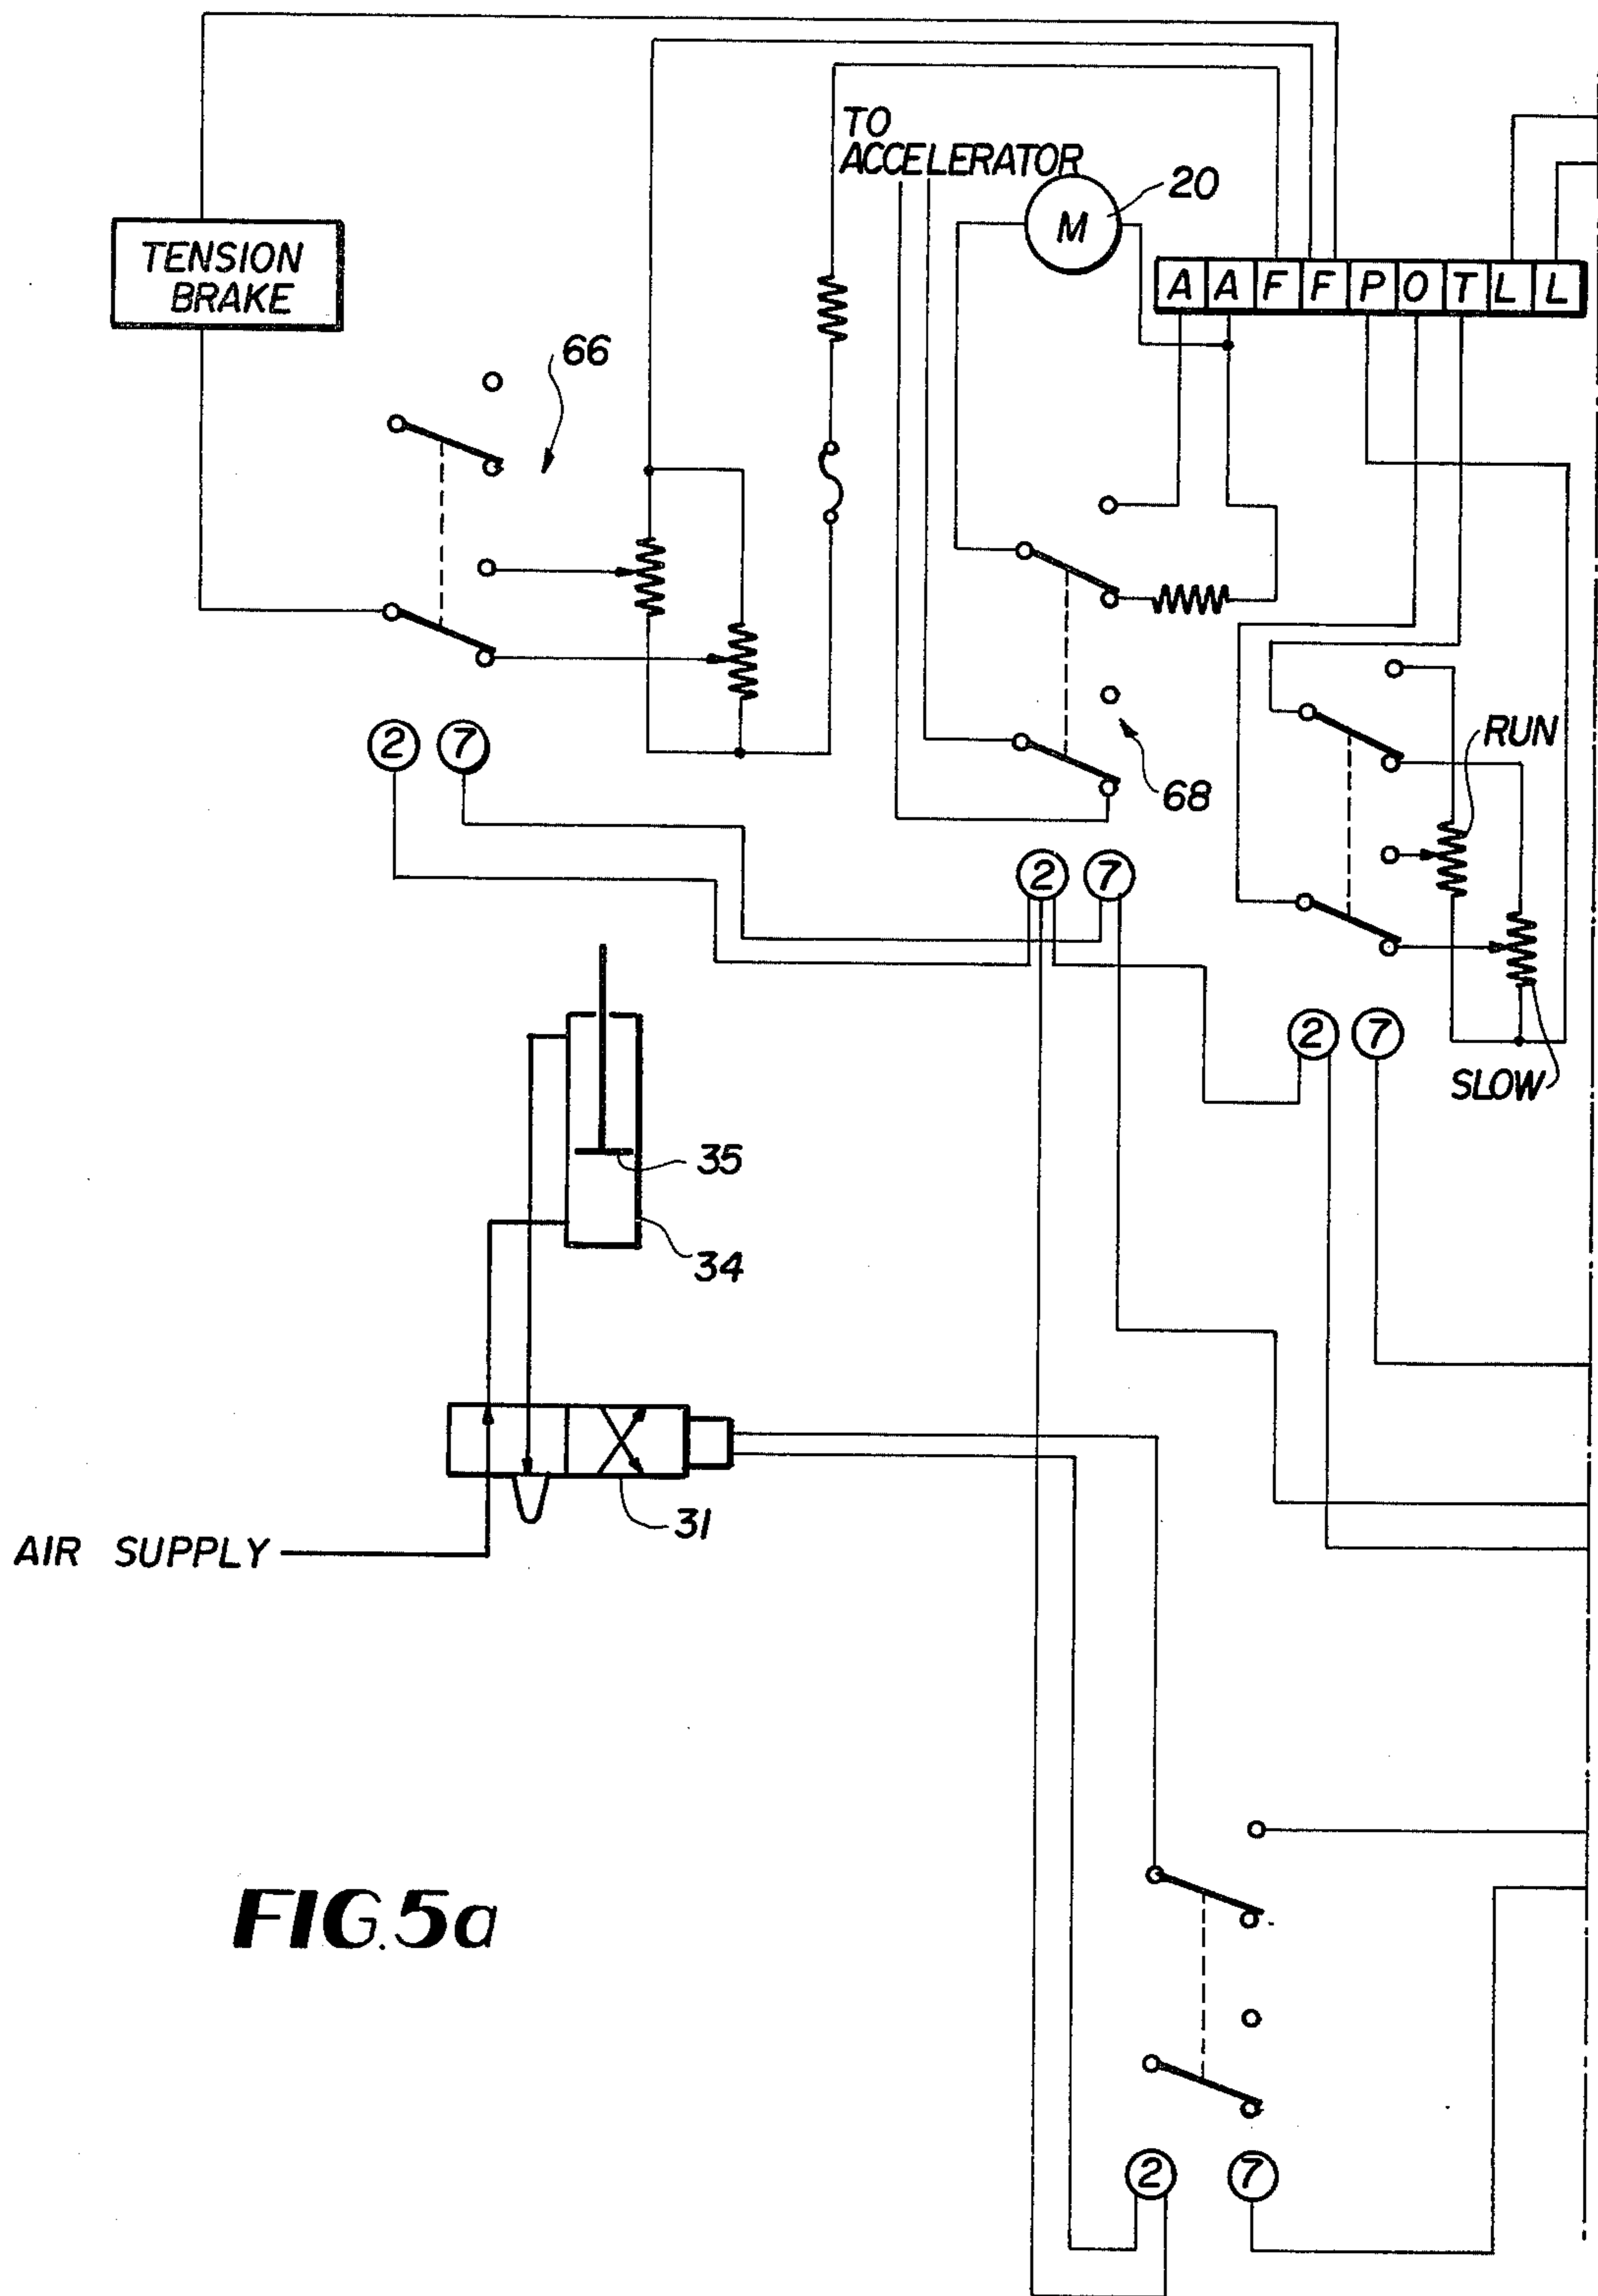 TO
ACCELERATOR
20
M
TENSION
BRAKE
A A F F P O T L L
66
RUN
2 7
68
2 7
2 7
SLOW
35
34
31
AIR SUPPLY
FIG.5a
2 7